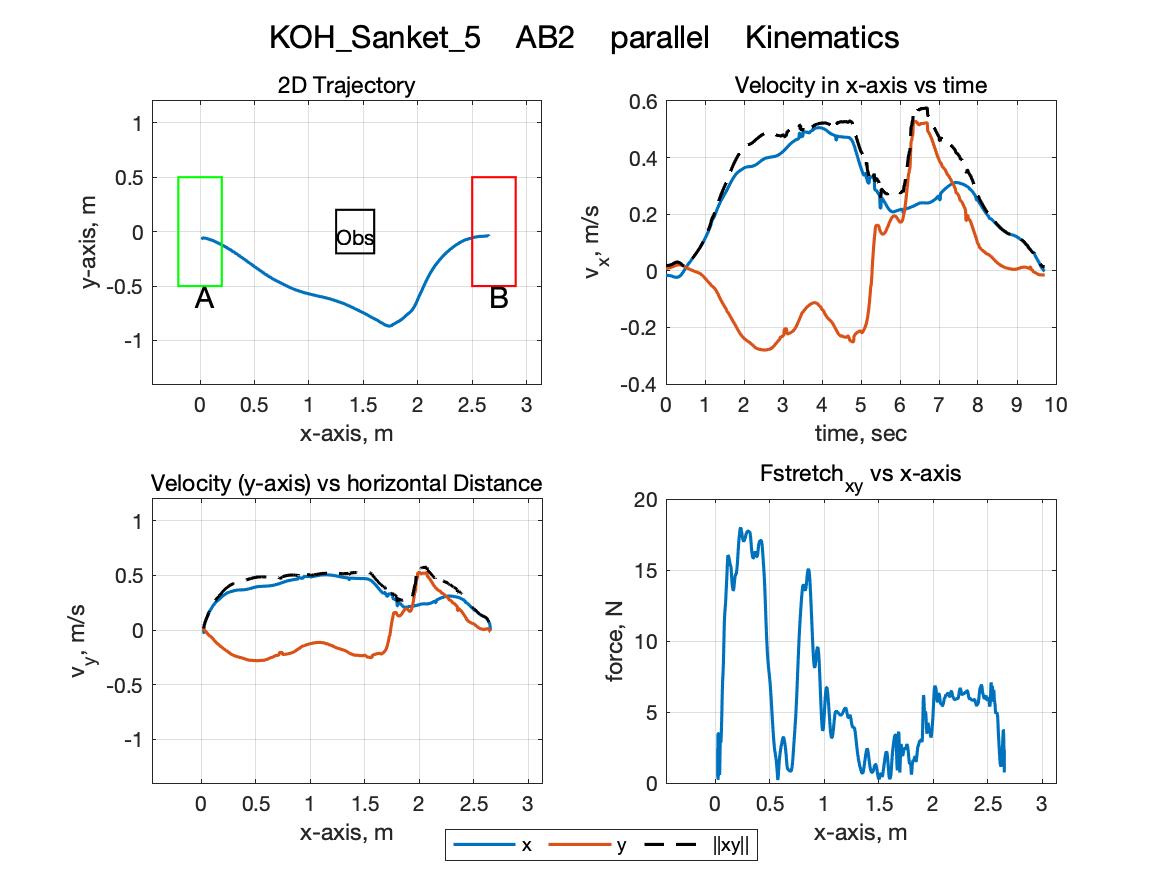 KOH_Sanket_5 AB2 parallel Kinematics
2D Trajectory
1
0.5
0
-0.5
-1
y-axis, m
Obs
A
B
0 0.5 1 1.5 2 2.5 3
x-axis, m
Velocity in x-axis vs time
0.6
0.4
0.2
0
-0.2
-0.4
vx, m/s
0 1 2 3 4 5 6 7 8 9 10
time, sec
Velocity (y-axis) vs horizontal Distance
1
0.5
0
-0.5
-1
vy, m/s
0 0.5 1 1.5 2 2.5 3
x-axis, m
Fstretchxy vs x-axis
20
15
10
5
0
force, N
0 0.5 1 1.5 2 2.5 3
x-axis, m
x y ||xy||